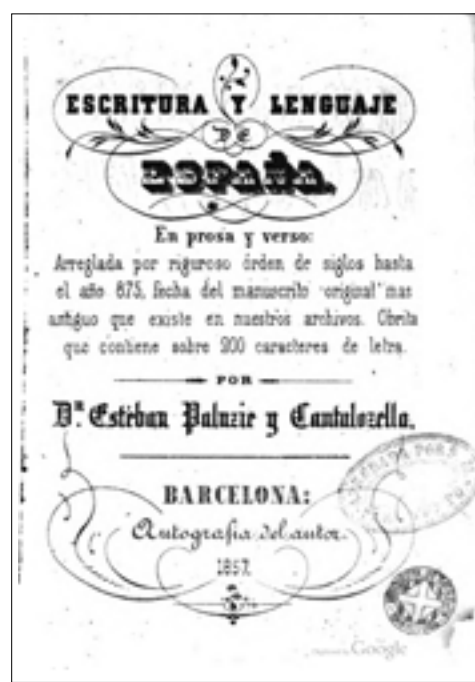 ESCRITURA Y LENGUAJE
DE
ESPAÑA.
En prosa y verso:
Arreglada por riguroso órden de siglos hasta
el año 875, fecha del manuscrito original mas
antiguo que existe en nuestros archivos. Obrita
que contiene sobre 200 caracteres de letra.
POR
Dn. Estéban Paluzie y Cantalozella.
BARCELONA:
Autografia del autor.
1857.
Google